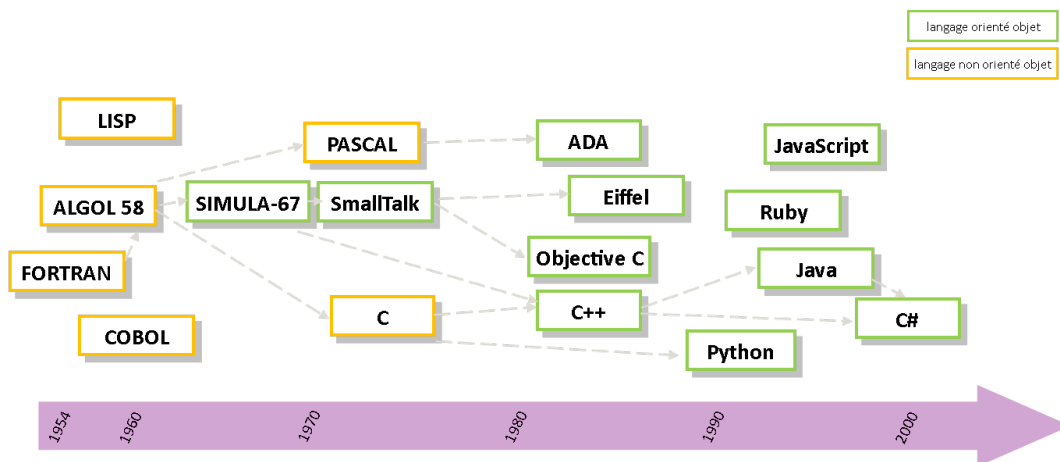 langage orienté objet
langage non orienté objet
LISP
PASCAL
ADA
JavaScript
ALGOL 58
SIMULA-67
SmallTalk
Eiffel
Ruby
FORTRAN
Objective C
Java
COBOL
C
C++
C#
Python
1954
1960
1970
1980
1990
2000